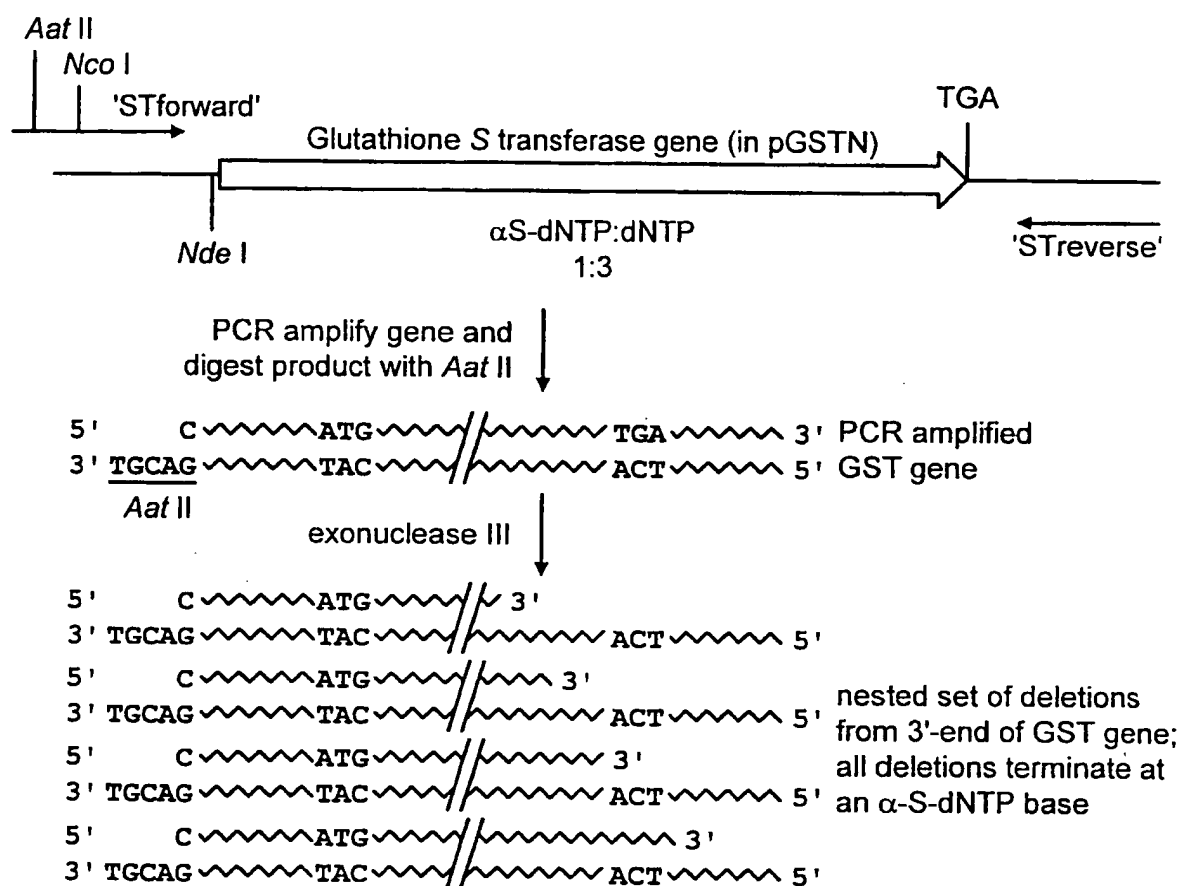 Aat II
Nco I
'STforward'
TGA
Glutathione S transferase gene (in pGSTN)
Nde I
αS-dNTP:dNTP
1:3
'STreverse'
PCR amplify gene and
digest product with Aat II
5' C ATG TGA 3' PCR amplified
3' TGCAG TAC ACT 5' GST gene
Aat II
exonuclease III
5' C ATG 3'
3' TGCAG TAC ACT 5'
5' C ATG 3'
3' TGCAG TAC ACT 5'
5' C ATG 3'
3' TGCAG TAC ACT 5'
5' C ATG 3'
3' TGCAG TAC ACT 5'
nested set of deletions
from 3'-end of GST gene;
all deletions terminate at
an α-S-dNTP base